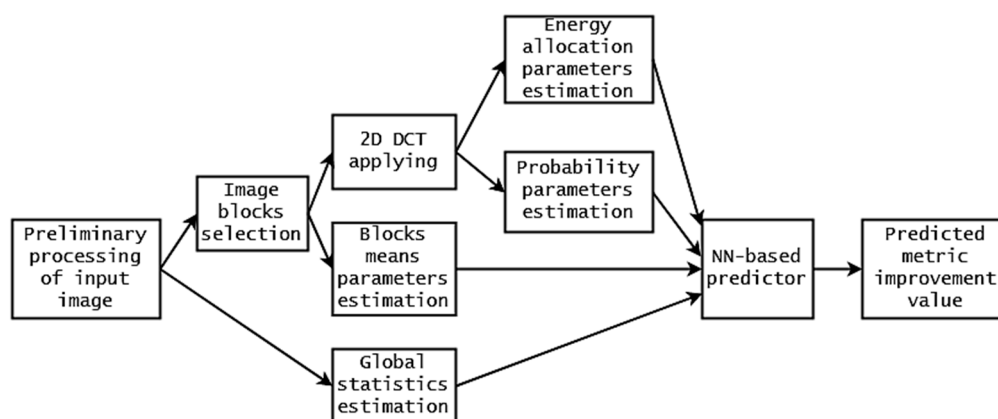 Preliminary
processing
of input
image
Image
blocks
selection
2D DCT
applying
Blocks
means
parameters
estimation
Global
statistics
estimation
Energy
allocation
parameters
estimation
Probability
parameters
estimation
NN-based
predictor
Predicted
metric
improvement
value